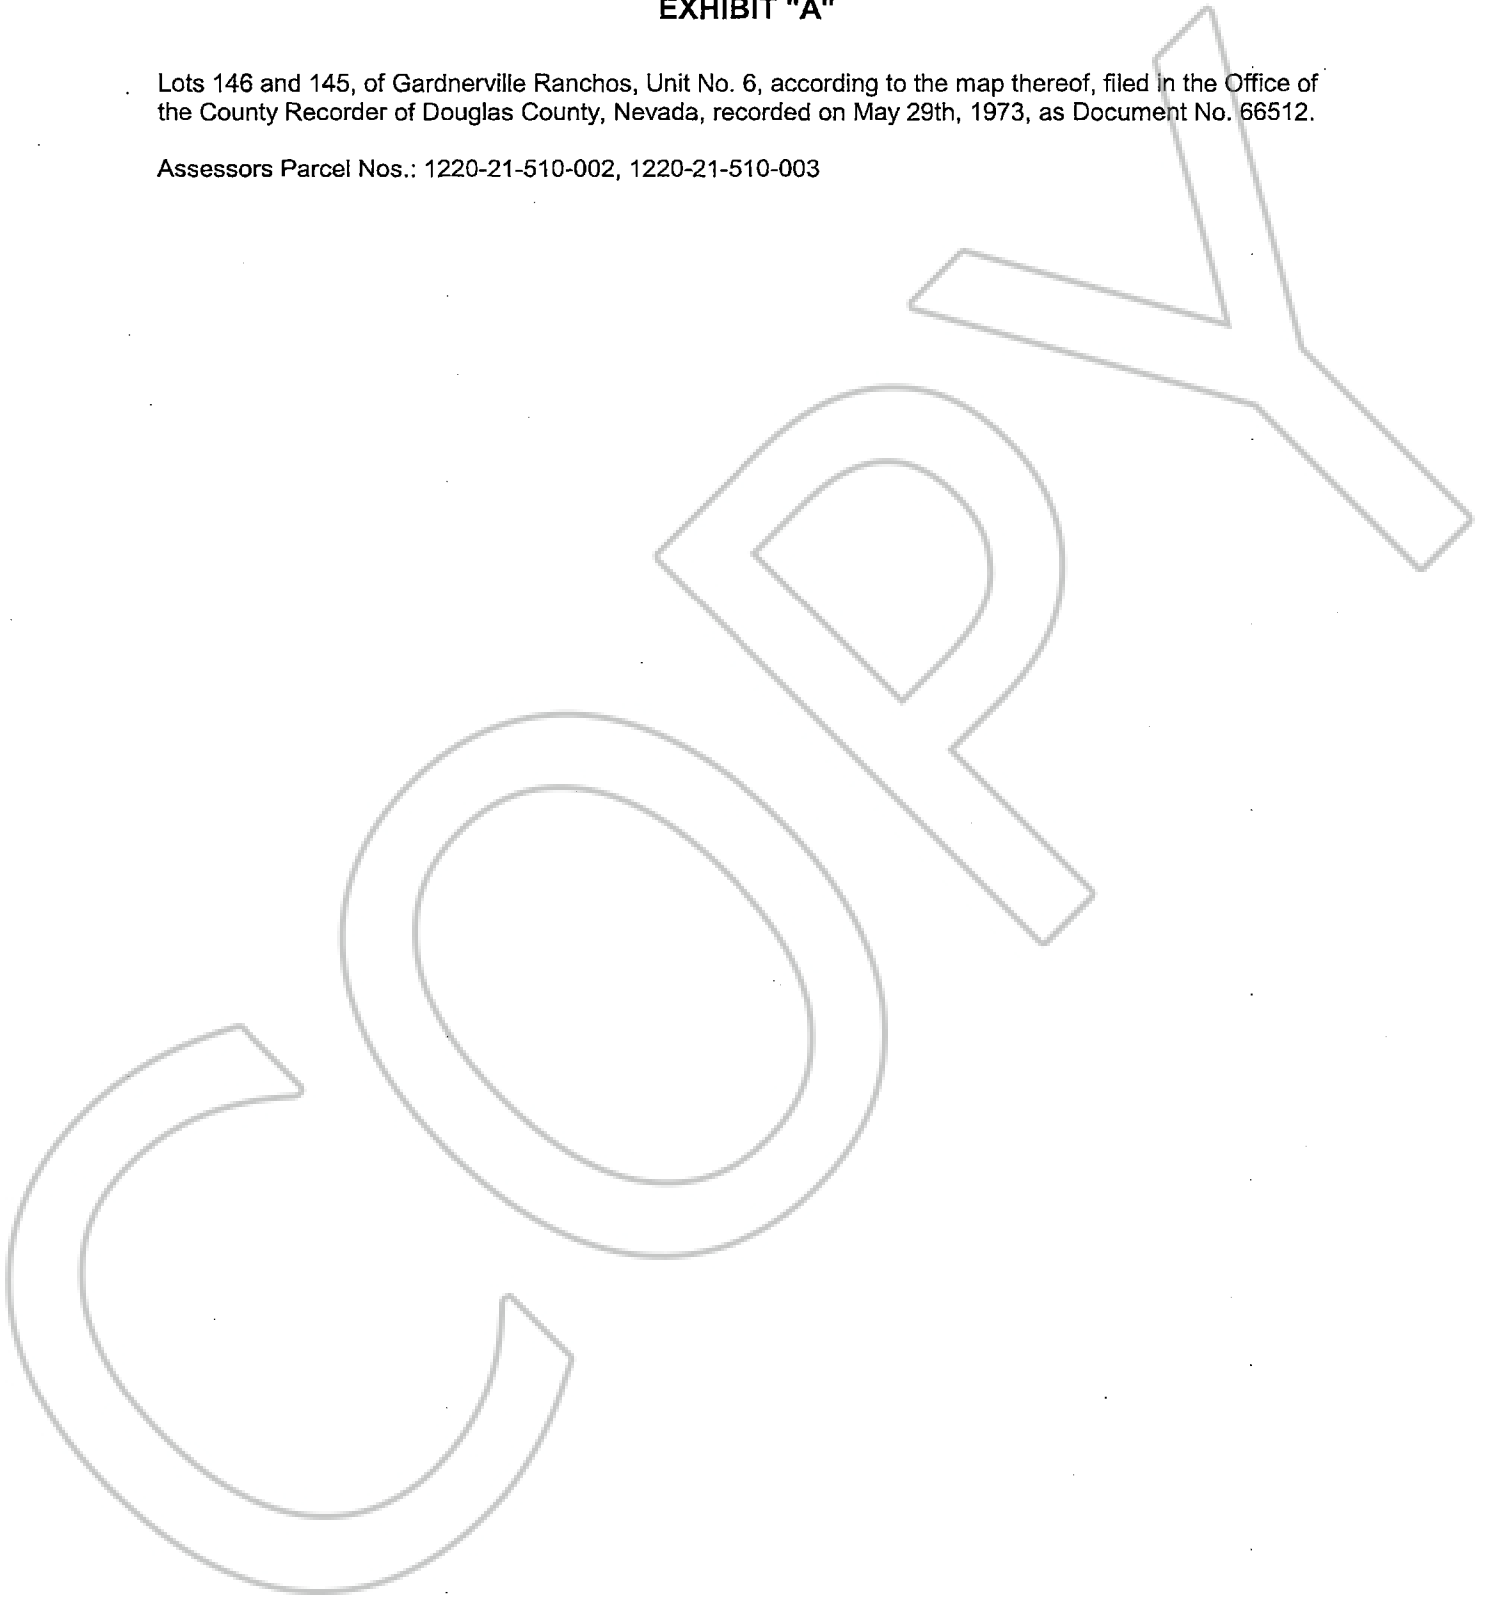 EXHIBIT "A"
Lots 146 and 145, of Gardnerville Ranchos, Unit No. 6, according to the map thereof, filed in the Office of
the County Recorder of Douglas County, Nevada, recorded on May 29th, 1973, as Document No. 66512.
Assessors Parcel Nos.: 1220-21-510-002, 1220-21-510-003
COPY